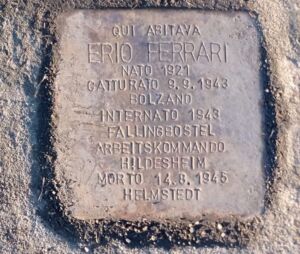 QUI ABITAVA
ERIO FERRARI
NATO 1921
CATTURATO 9.9.1943
BOLZANO
INTERNATO 1943
FALLINGBOSTEL
ARBEITSKOMMANDO
HILDESHEIM
MORTO 14.8.1945
HELMSTEDT